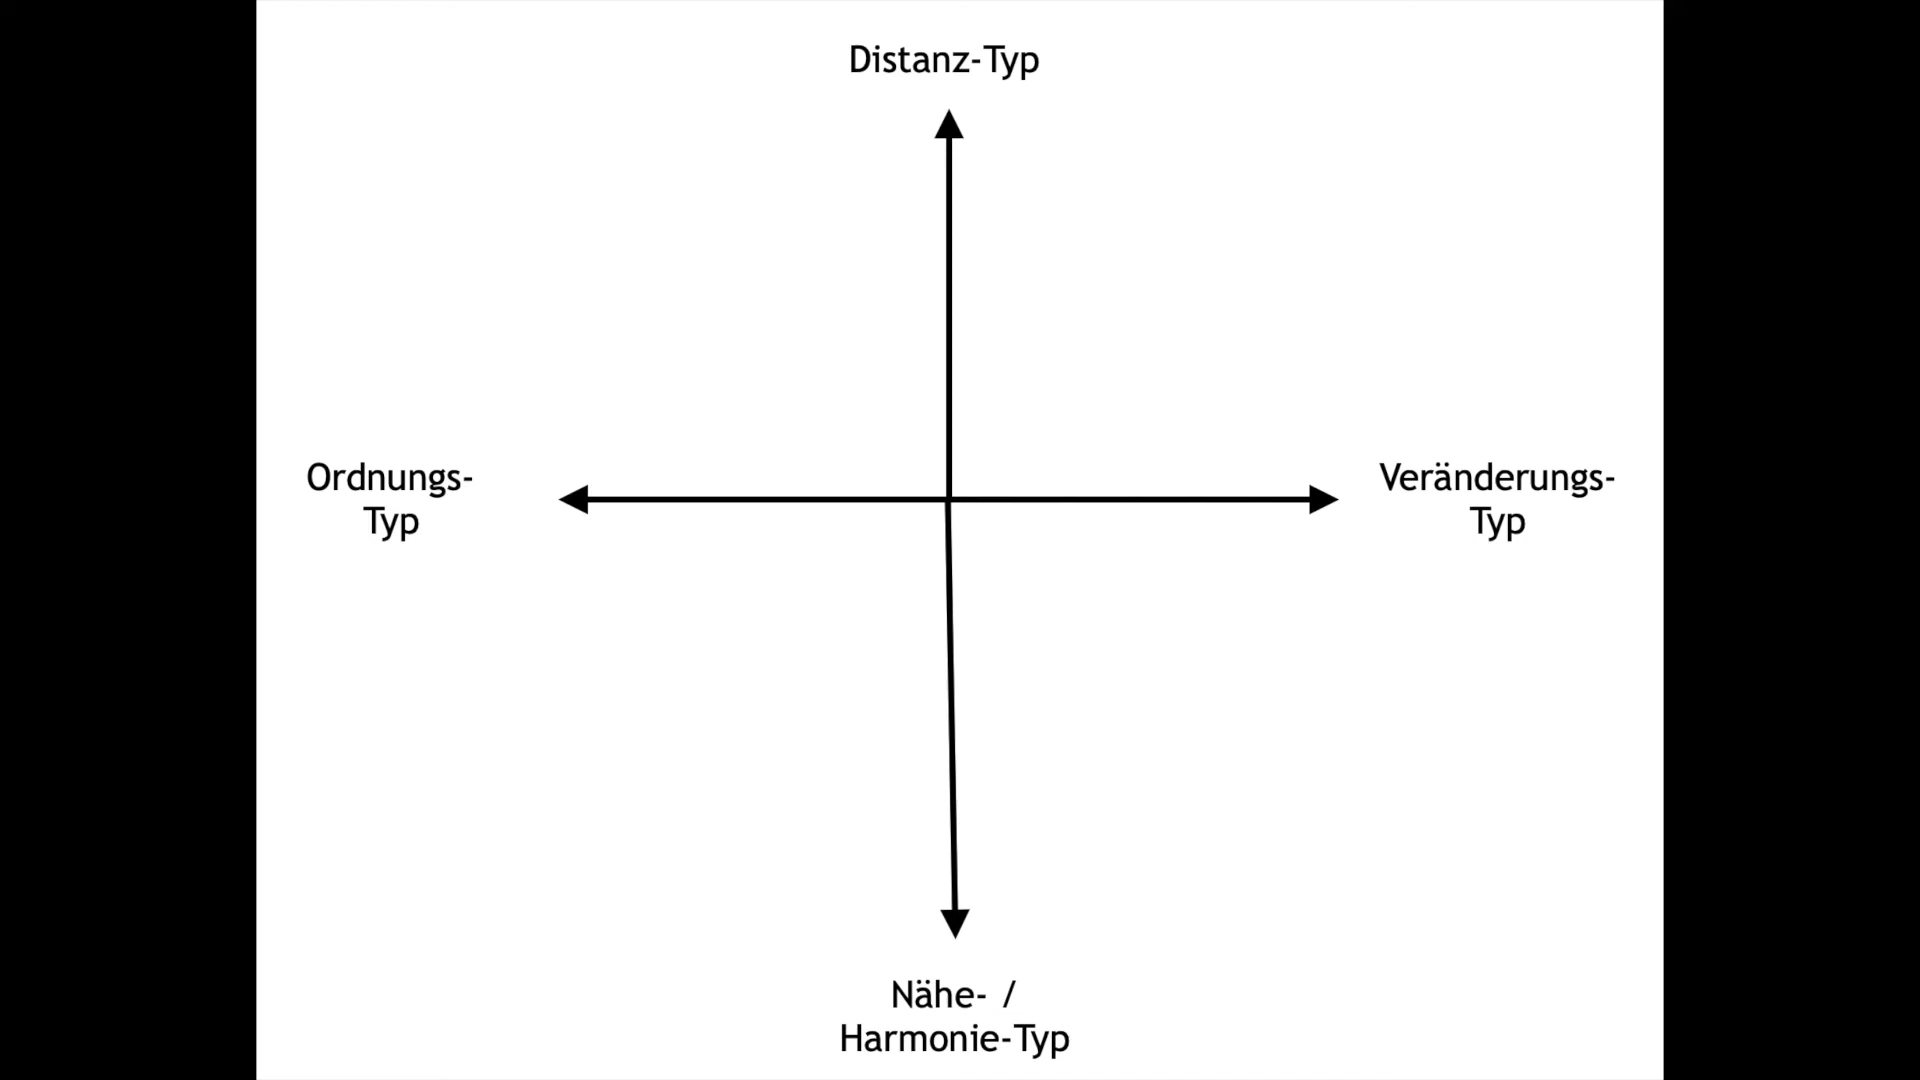 Distanz-Typ
Ordnungs-
Typ
Veränderungs-
Typ
Nähe- /
Harmonie-Typ